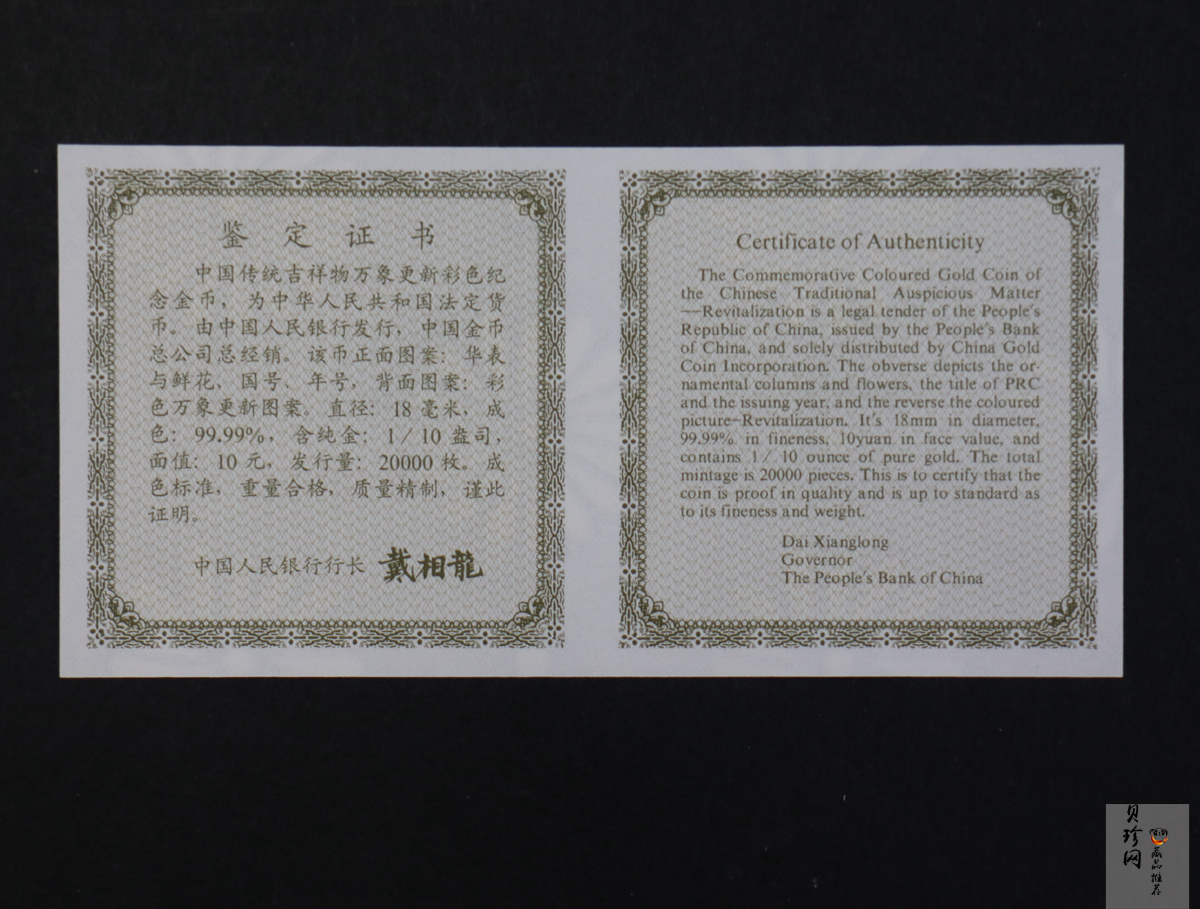 鉴定证书
中国传统吉祥物万象更新彩色纪
念金币，为中华人民共和国法定货
币。由中国人民银行发行，中国金币
总公司总经销。该币正面图案：华表
与鲜花、国号、年号，背面图案：彩
色万象更新图案。直径：18毫米，成
色：99.99%，含纯金：1/10盎司，
面值：10元，发行量：20000枚。成
色标准，重量合格，质量精制，谨此
证明。
中国人民银行行长 戴相龍
Certificate of Authenticity
The Commemorative Coloured Gold Coin of
the Chinese Traditional Auspicious Matter
—Revitalization is a legal tender of the People's
Republic of China, issued by the People's Bank
of China, and solely distributed by China Gold
Coin Incorporation. The obverse depicts the or-
namental columns and flowers, the title of PRC
and the issuing year, and the reverse the coloured
picture-Revitalization. It's 18mm in diameter,
99.99% in fineness, 10yuan in face value, and
contains 1/10 ounce of pure gold. The total
mintage is 20000 pieces. This is to certify that the
coin is proof in quality and is up to standard as
to its fineness and weight.
Dai Xianglong
Governor
The People's Bank of China
贝珍网
藏品推荐